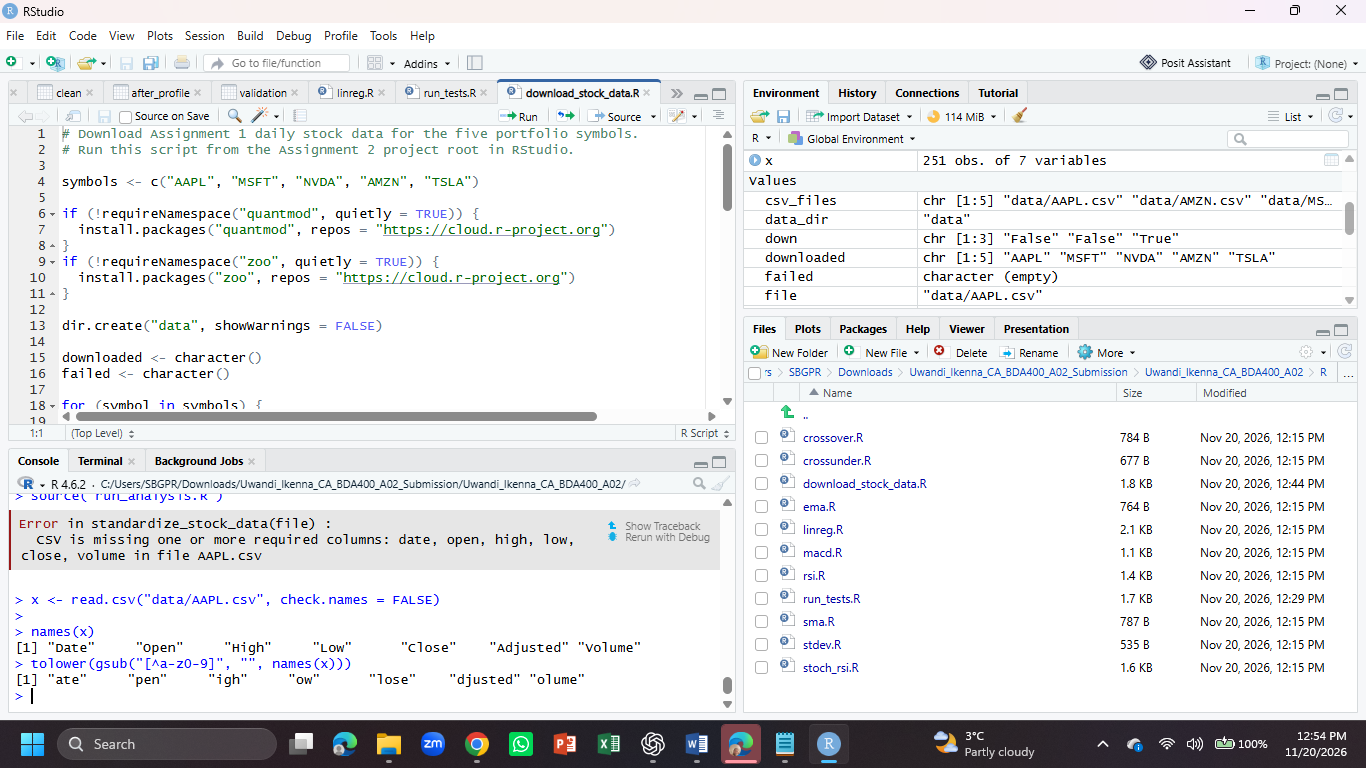 RStudio
File Edit Code View Plots Session Build Debug Profile Tools Help
Go to file/function Addins Posit Assistant Project: (None)
clean after_profile validation linreg.R run_tests.R download_stock_data.R
Source on Save Run Source
1 # Download Assignment 1 daily stock data for the five portfolio symbols.
2 # Run this script from the Assignment 2 project root in RStudio.
3
4 symbols <- c("AAPL", "MSFT", "NVDA", "AMZN", "TSLA")
5
6 if (!requireNamespace("quantmod", quietly = TRUE)) {
7 install.packages("quantmod", repos = "https://cloud.r-project.org")
8 }
9 if (!requireNamespace("zoo", quietly = TRUE)) {
10 install.packages("zoo", repos = "https://cloud.r-project.org")
11 }
12
13 dir.create("data", showWarnings = FALSE)
14
15 downloaded <- character()
16 failed <- character()
17
18 for (symbol in symbols) {
19
1:1 (Top Level) R Script
Console Terminal Background Jobs
R 4.6.2 · C:/Users/SBGPR/Downloads/Uwandi_Ikenna_CA_BDA400_A02_Submission/Uwandi_Ikenna_CA_BDA400_A02/
> source("run_analysis.R")
Error in standardize_stock_data(file) :
CSV is missing one or more required columns: date, open, high, low,
close, volume in file AAPL.csv
Show Traceback
Rerun with Debug
> x <- read.csv("data/AAPL.csv", check.names = FALSE)
>
> names(x)
[1] "Date" "Open" "High" "Low" "Close" "Adjusted" "Volume"
> tolower(gsub("[^a-z0-9]", "", names(x)))
[1] "ate" "pen" "igh" "ow" "lose" "djusted" "olume"
>
Environment History Connections Tutorial
Import Dataset 114 MiB List
R Global Environment
x 251 obs. of 7 variables
Values
csv_files chr [1:5] "data/AAPL.csv" "data/AMZN.csv" "data/MS…
data_dir "data"
down chr [1:3] "False" "False" "True"
downloaded chr [1:5] "AAPL" "MSFT" "NVDA" "AMZN" "TSLA"
failed character (empty)
file "data/AAPL.csv"
Files Plots Packages Help Viewer Presentation
New Folder New File Delete Rename More
rs SBGPR Downloads Uwandi_Ikenna_CA_BDA400_A02_Submission Uwandi_Ikenna_CA_BDA400_A02 R ...
Name Size Modified
..
crossover.R 784 B Nov 20, 2026, 12:15 PM
crossunder.R 677 B Nov 20, 2026, 12:15 PM
download_stock_data.R 1.8 KB Nov 20, 2026, 12:44 PM
ema.R 764 B Nov 20, 2026, 12:15 PM
linreg.R 2.1 KB Nov 20, 2026, 12:15 PM
macd.R 1.1 KB Nov 20, 2026, 12:15 PM
rsi.R 1.4 KB Nov 20, 2026, 12:15 PM
run_tests.R 1.7 KB Nov 20, 2026, 12:29 PM
sma.R 787 B Nov 20, 2026, 12:15 PM
stdev.R 535 B Nov 20, 2026, 12:15 PM
stoch_rsi.R 1.6 KB Nov 20, 2026, 12:15 PM
Search
zm
3°C
Partly cloudy
100%
12:54 PM
11/20/2026